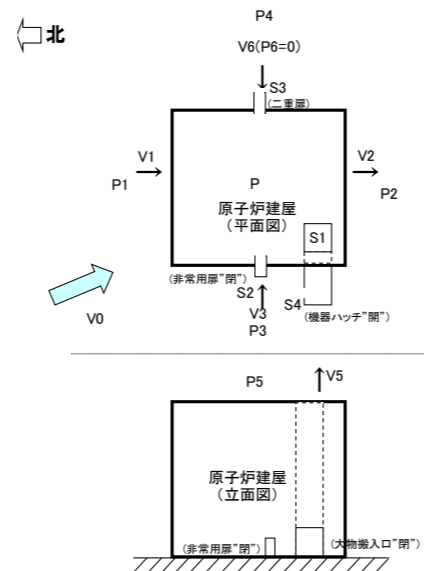 北
P4
V6(P6=0)
S3
(二重扉)
V1
V2
P1
P
P2
原子炉建屋
(平面図)
S1
(非常用扉"閉")
S2
S4
V3
(機器ハッチ"開")
V0
P3
P5
V5
原子炉建屋
(立面図)
(非常用扉"閉")
(大物搬入口"閉")